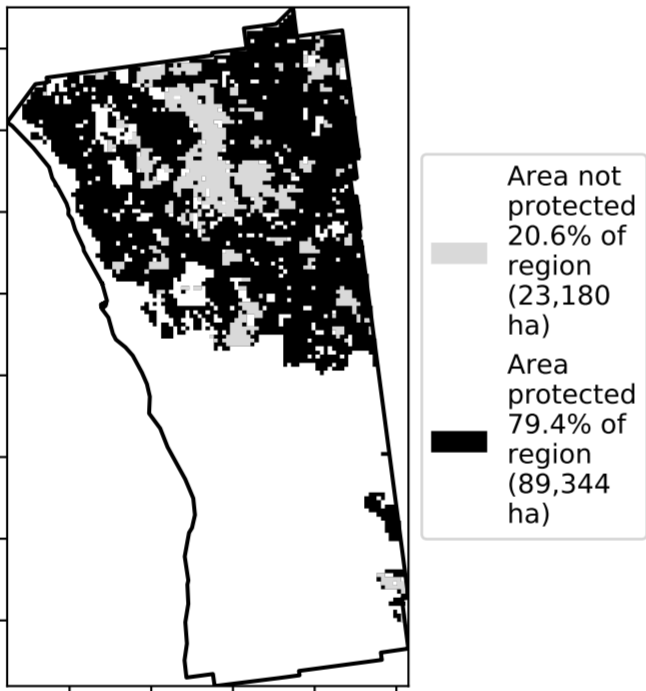 Area not
protected
20.6% of
region
(23,180
ha)
Area
protected
79.4% of
region
(89,344
ha)